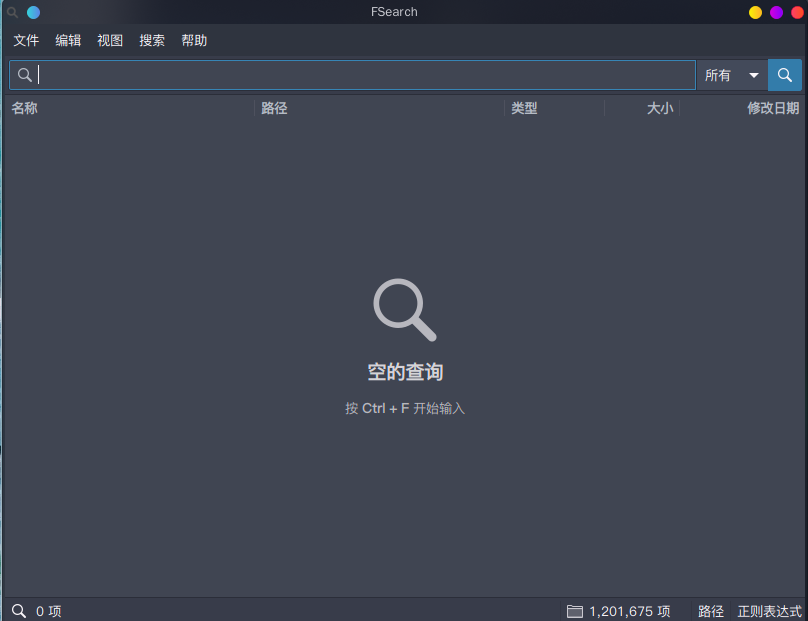 FSearch
文件 编辑 视图 搜索 帮助
所有
名称 路径 类型 大小 修改日期
空的查询
按 Ctrl + F 开始输入
0 项 1,201,675 项 路径 正则表达式